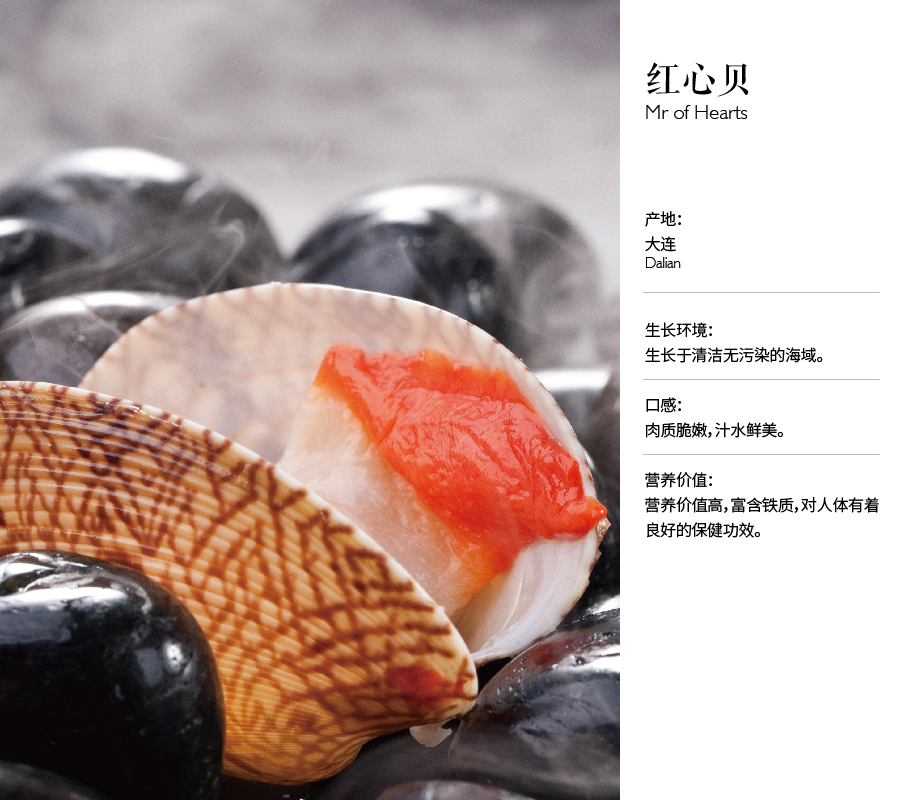 红心贝
Mr of Hearts
产地：
大连
Dalian
生长环境：
生长于清洁无污染的海域。
口感：
肉质脆嫩，汁水鲜美。
营养价值：
营养价值高，富含铁质，对人体有着
良好的保健功效。